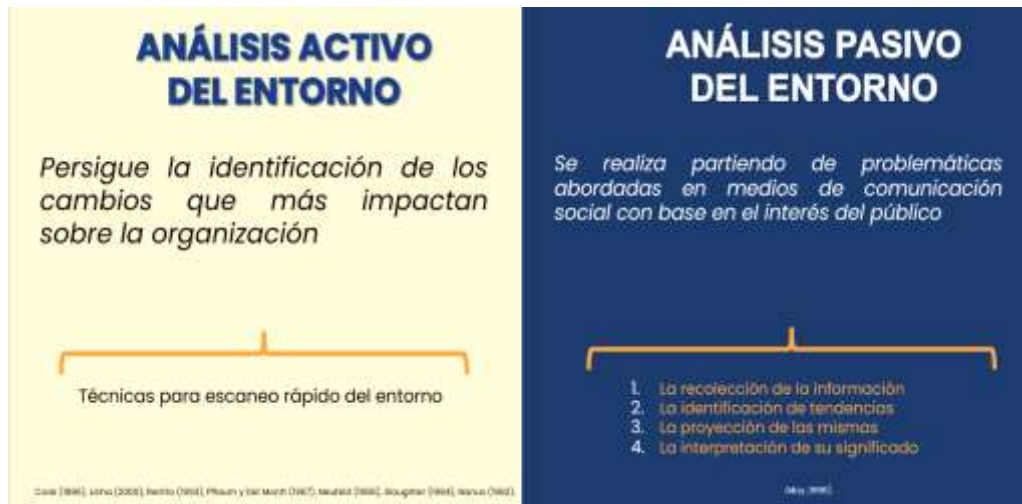 ANÁLISIS ACTIVO
DEL ENTORNO
Persigue la identificación de los
cambios que más impactan
sobre la organización
Técnicas para escaneo rápido del entorno
ANÁLISIS PASIVO
DEL ENTORNO
Se realiza partiendo de problemáticas
abordadas en medios de comunicación
social con base en el interés del público
1. La recolección de la información
2. La identificación de tendencias
3. La proyección de las mismas
4. La interpretación de su significado